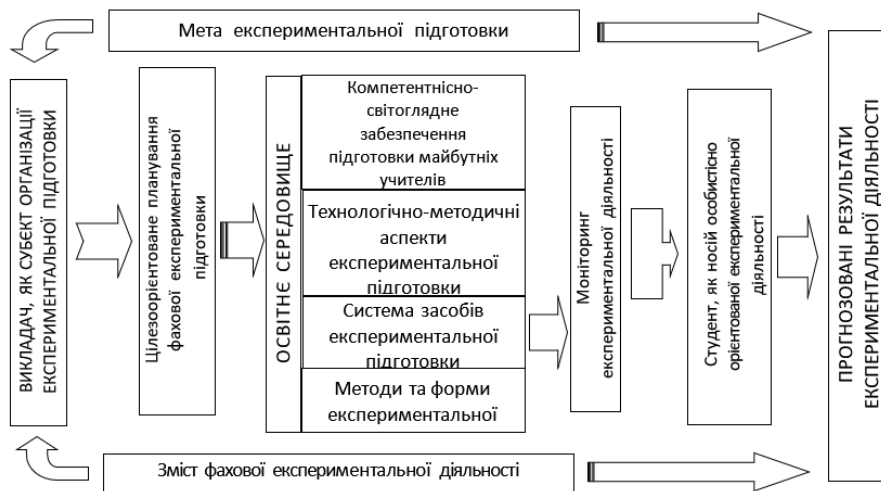 Мета експериментальної підготовки
ВИКЛАДАЧ, ЯК СУБЄКТ ОРГАНІЗАЦІЇ
ЕКСПЕРИМЕНТАЛЬНОЇ ПІДГОТОВКИ
Цілезоорієнтоване планування
фахової експериментальної
підготовки
ОСВІТНЄ СЕРЕДОВИЩЕ
Компетентнісно-
світоглядне
забезпечення
підготовки майбутніх
учителів
Технологічно-методичні
аспекти
експериментальної
підготовки
Система засобів
експериментальної
підготовки
Методи та форми
експериментальної
Моніторинг
експериментальної діяльності
Студент, як носій особистісно
орієнтованої експериментальної
діяльності
ПРОГНОЗОВАНІ РЕЗУЛЬТАТИ
ЕКСПЕРИМЕНТАЛЬНОЇ ДІЯЛЬНОСТІ
Зміст фахової експериментальної діяльності